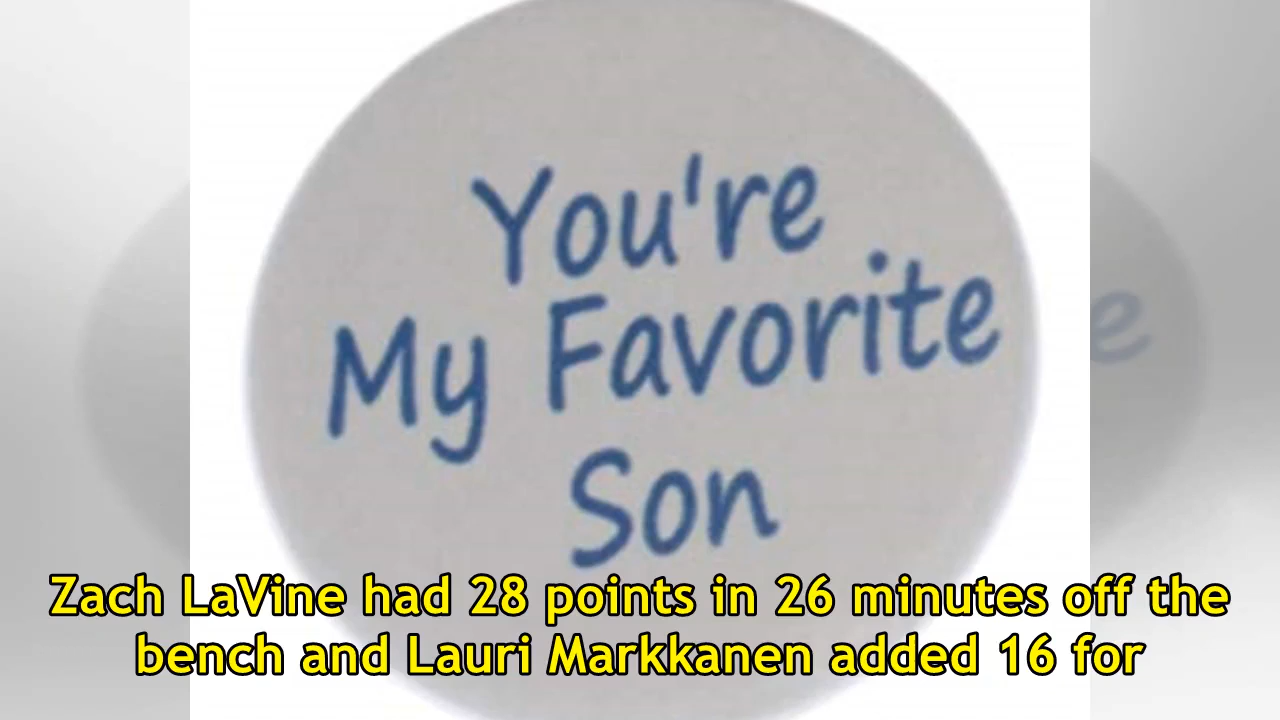 You're
My Favorite
Son
e
Zach LaVine had 28 points in 26 minutes off the
bench and Lauri Markkanen added 16 for